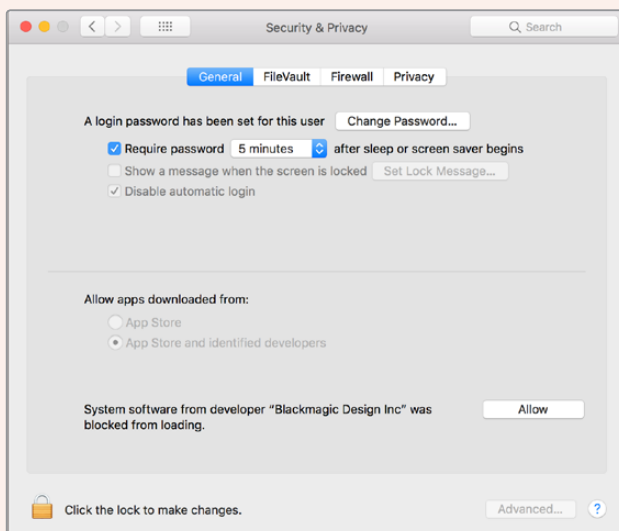 Security & Privacy
Search
General
FileVault
Firewall
Privacy
A login password has been set for this user
Change Password...
Require password
5 minutes
after sleep or screen saver begins
Show a message when the screen is locked
Set Lock Message...
Disable automatic login
Allow apps downloaded from:
App Store
App Store and identified developers
System software from developer “Blackmagic Design Inc” was
blocked from loading.
Allow
Click the lock to make changes.
Advanced...
?